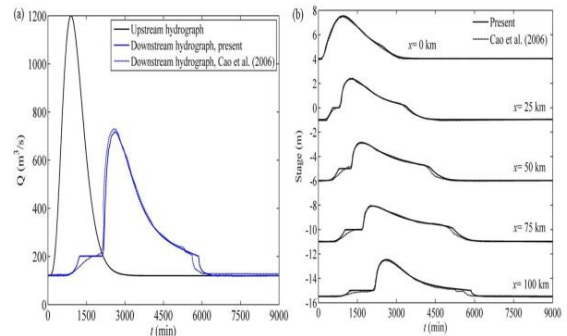 (a)
1200
1000
800
600
400
200
0
0 1500 3000 4500 6000 7500 9000
t (min)
Q (m³/s)
Upstream hydrograph
Downstream hydrograph, present
Downstream hydrograph, Cao et al. (2006)
(b)
8
6
4
2
0
-2
-4
-6
-8
-10
-12
-14
-16
0 1500 3000 4500 6000 7500 9000
t (min)
Stage (m)
Present
Cao et al. (2006)
x= 0 km
x= 25 km
x= 50 km
x= 75 km
x= 100 km